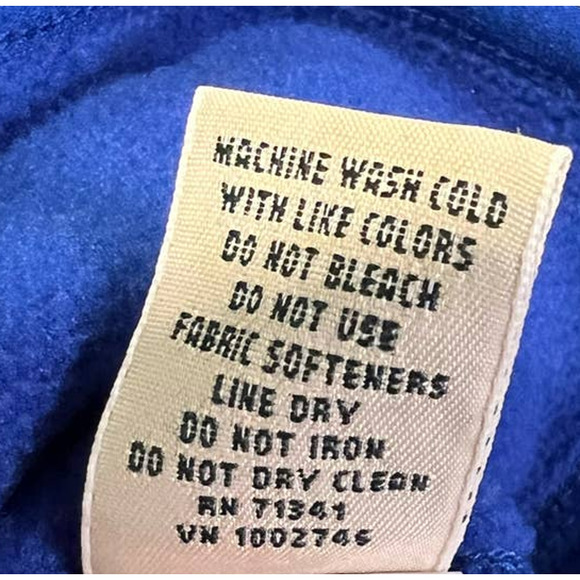 MACHINE WASH COLD
WITH LIKE COLORS
DO NOT BLEACH
DO NOT USE
FABRIC SOFTENERS
LINE DRY
DO NOT IRON
DO NOT DRY CLEAN
RN 71341
VN 1002746